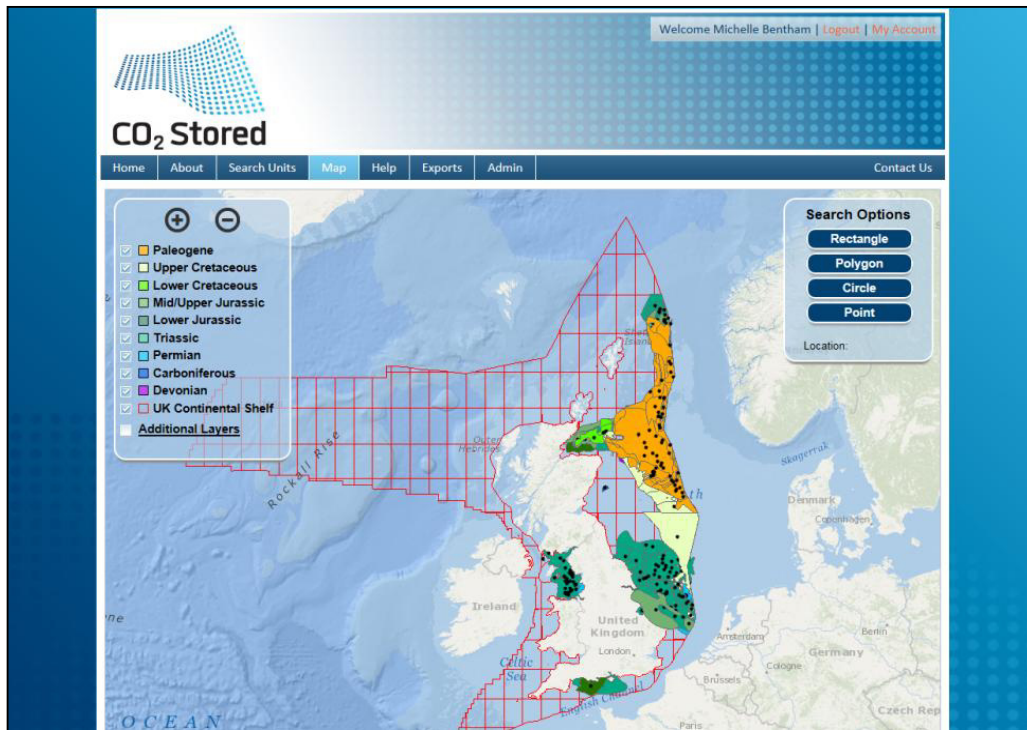 Welcome Michelle Bentham | Logout | My Account
CO2 Stored
Home About Search Units Map Help Exports Admin Contact Us
Paleogene
Upper Cretaceous
Lower Cretaceous
Mid/Upper Jurassic
Lower Jurassic
Triassic
Permian
Carboniferous
Devonian
UK Continental Shelf
Additional Layers
Search Options
Rectangle
Polygon
Circle
Point
Location:
Outer
Hebrides
Rockall Rise
Skagerrak
Denmark
Copenhagen
Ireland
United
Kingdom
London
Amsterdam
Berlin
Germany
Cologne
Brussels
Celtic
Sea
English Channel
Czech Rep
Paris
OCEAN